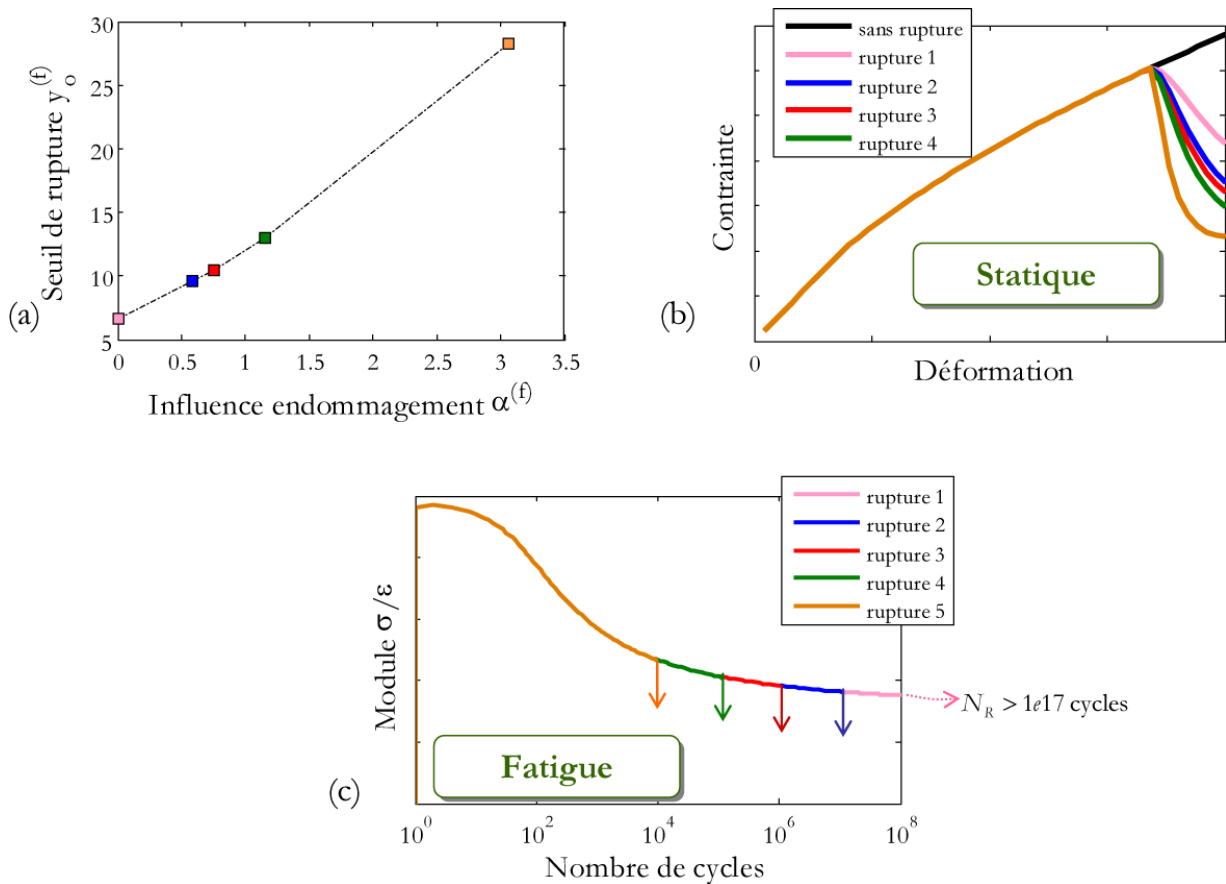 30
25
20
15
10
5
Seuil de rupture y_o^(f)
(a)
0 0.5 1 1.5 2 2.5 3 3.5
Influence endommagement α^(f)
sans rupture
rupture 1
rupture 2
rupture 3
rupture 4
Contrainte
Statique
(b)
0
Déformation
rupture 1
rupture 2
rupture 3
rupture 4
rupture 5
Module σ/ε
N_R > 1e17 cycles
Fatigue
(c)
10^0 10^2 10^4 10^6 10^8
Nombre de cycles